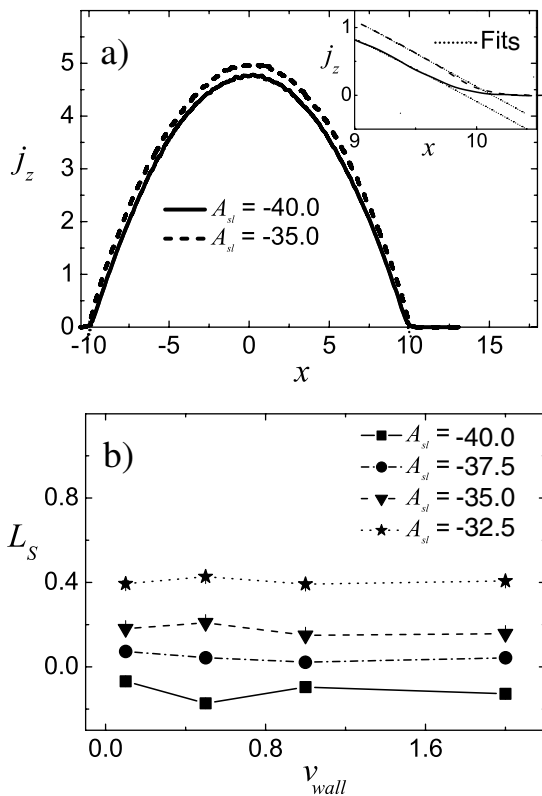 a)
j_z
5
4
3
2
1
0
-10 -5 0 5 10 15
x
A_sl = -40.0
A_sl = -35.0
j_z
1
0
9 10
x
Fits
b)
L_S
0.8
0.4
0.0
0.0 0.8 1.6
v_wall
A_sl = -40.0
A_sl = -37.5
A_sl = -35.0
A_sl = -32.5